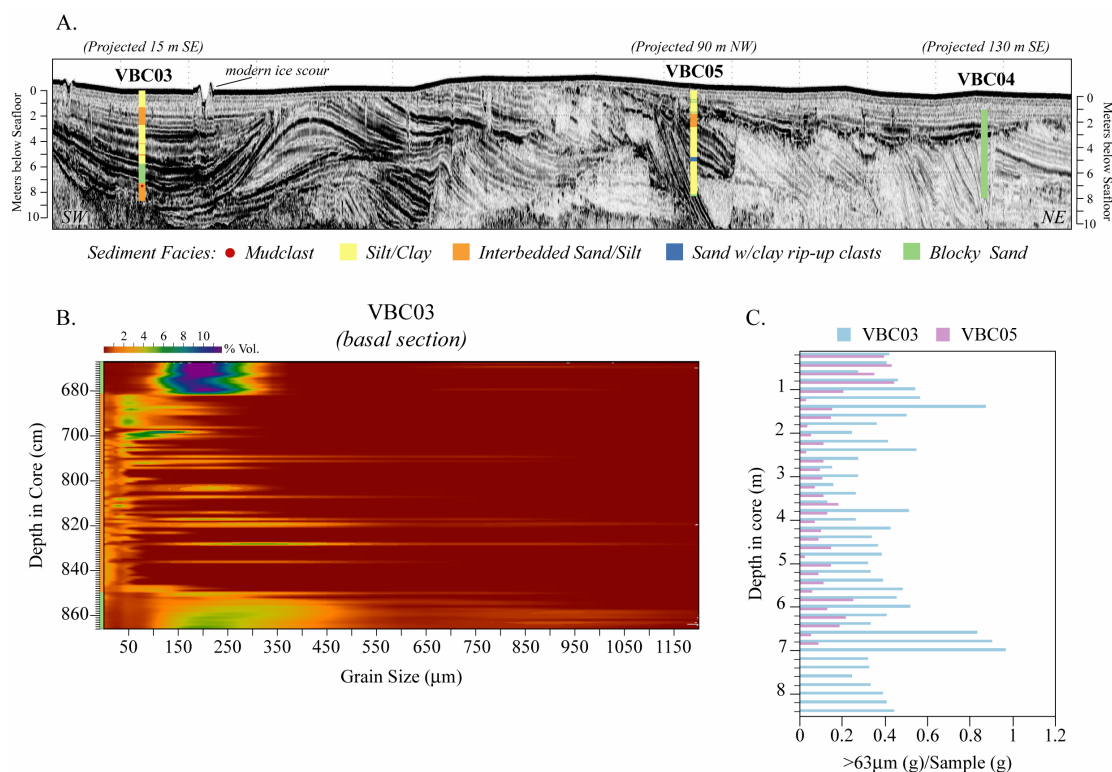 A.
(Projected 15 m SE)
(Projected 90 m NW)
(Projected 130 m SE)
VBC03
modern ice scour
VBC05
VBC04
Meters below Seafloor
0
2
4
6
8
10
SW
0
2
4
6
8
10
Meters below Seafloor
NE
Sediment Facies: Mudclast Silt/Clay Interbedded Sand/Silt Sand w/clay rip-up clasts Blocky Sand
B.
VBC03
(basal section)
2 4 6 8 10
% Vol.
Depth in Core (cm)
680
700
800
820
840
860
50 150 250 350 450 550 650 750 850 950 1050 1150
Grain Size (μm)
C.
VBC03 VBC05
Depth in core (m)
1
2
3
4
5
6
7
8
0 0.2 0.4 0.6 0.8 1 1.2
>63μm (g)/Sample (g)